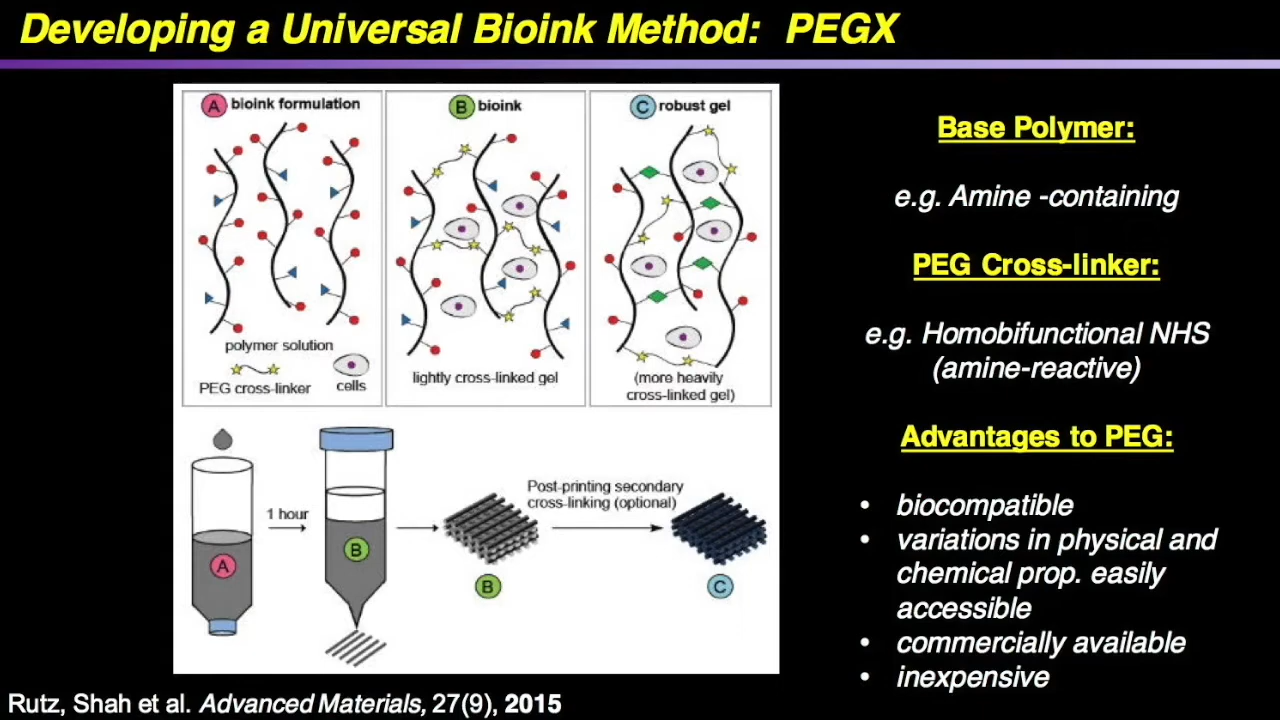 Developing a Universal Bioink Method: PEGX
A bioink formulation
polymer solution
PEG cross-linker
cells
B bioink
lightly cross-linked gel
C robust gel
(more heavily
cross-linked gel)
A
1 hour
B
B
Post-printing secondary
cross-linking (optional)
C
Base Polymer:
e.g. Amine -containing
PEG Cross-linker:
e.g. Homobifunctional NHS
(amine-reactive)
Advantages to PEG:
• biocompatible
• variations in physical and
chemical prop. easily
accessible
• commercially available
• inexpensive
Rutz, Shah et al. Advanced Materials, 27(9), 2015